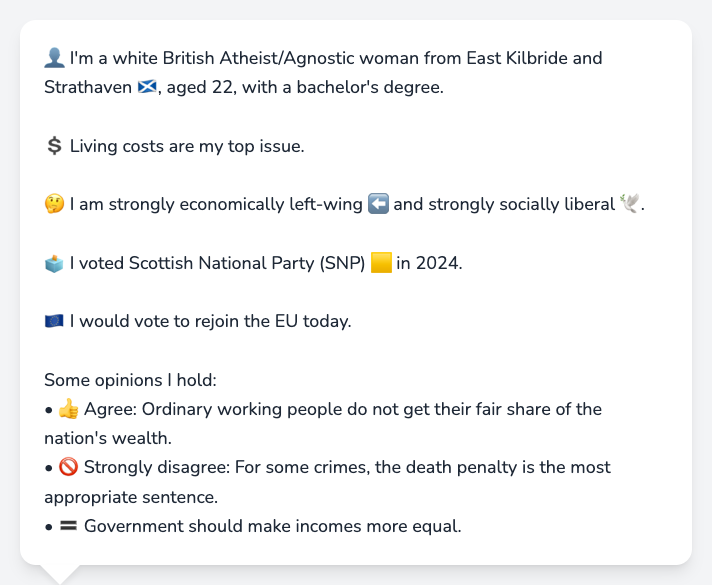 👤 I'm a white British Atheist/Agnostic woman from East Kilbride and
Strathaven 🏴󠁧󠁢󠁳󠁣󠁴󠁿, aged 22, with a bachelor's degree.
💲 Living costs are my top issue.
🤔 I am strongly economically left-wing ⬅️ and strongly socially liberal 🕊️.
🗳️ I voted Scottish National Party (SNP) 🟨 in 2024.
🇪🇺 I would vote to rejoin the EU today.
Some opinions I hold:
• 👍 Agree: Ordinary working people do not get their fair share of the
nation's wealth.
• 🚫 Strongly disagree: For some crimes, the death penalty is the most
appropriate sentence.
• 🟰 Government should make incomes more equal.